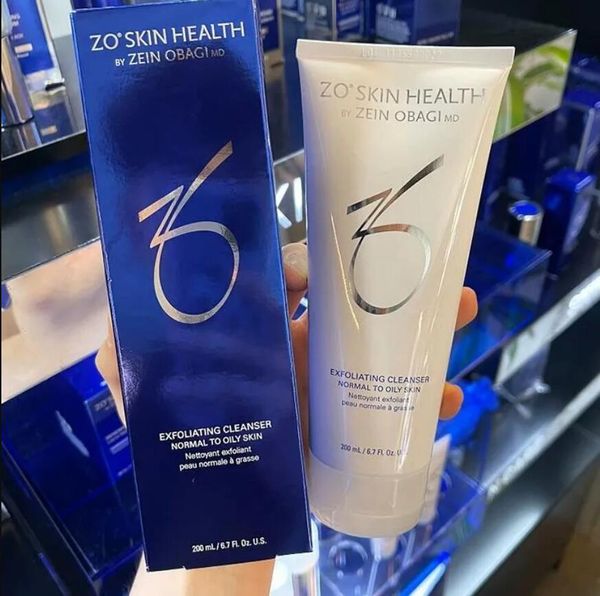 ZO® SKIN HEALTH
BY ZEIN OBAGI MD
EXFOLIATING CLEANSER
NORMAL TO OILY SKIN
Nettoyant exfoliant
peau normale à grasse
200 mL / 6.7 Fl. Oz. U.S.
ZO® SKIN HEALTH
BY ZEIN OBAGI MD
EXFOLIATING CLEANSER
NORMAL TO OILY SKIN
Nettoyant exfoliant
peau normale à grasse
200 mL / 6.7 Fl. Oz. U.S.